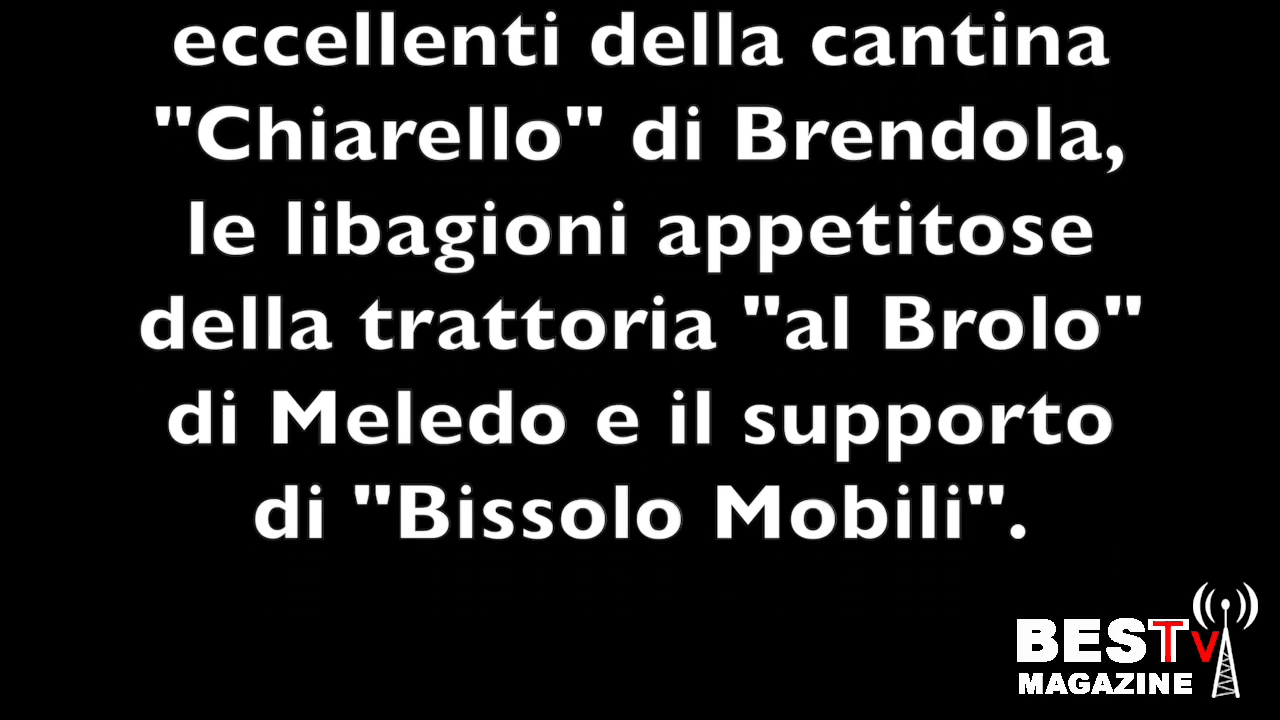 eccellenti della cantina
"Chiarello" di Brendola,
le libagioni appetitose
della trattoria "al Brolo"
di Meledo e il supporto
di "Bissolo Mobili".
BESTv
MAGAZINE